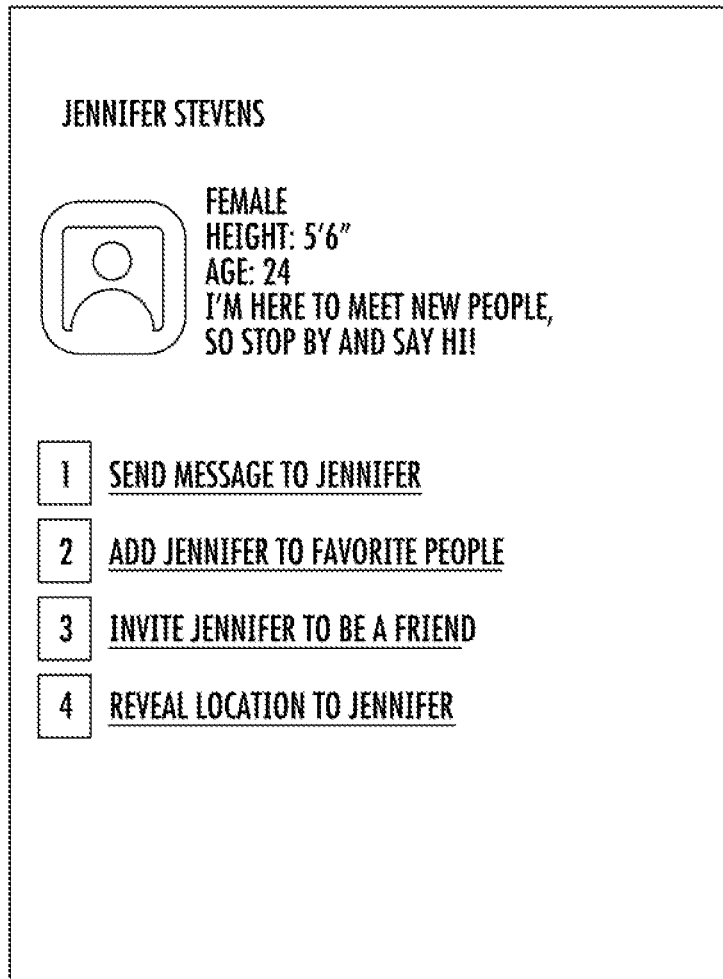 JENNIFER STEVENS
FEMALE
HEIGHT: 5'6"
AGE: 24
I'M HERE TO MEET NEW PEOPLE,
SO STOP BY AND SAY HI!
1 SEND MESSAGE TO JENNIFER
2 ADD JENNIFER TO FAVORITE PEOPLE
3 INVITE JENNIFER TO BE A FRIEND
4 REVEAL LOCATION TO JENNIFER